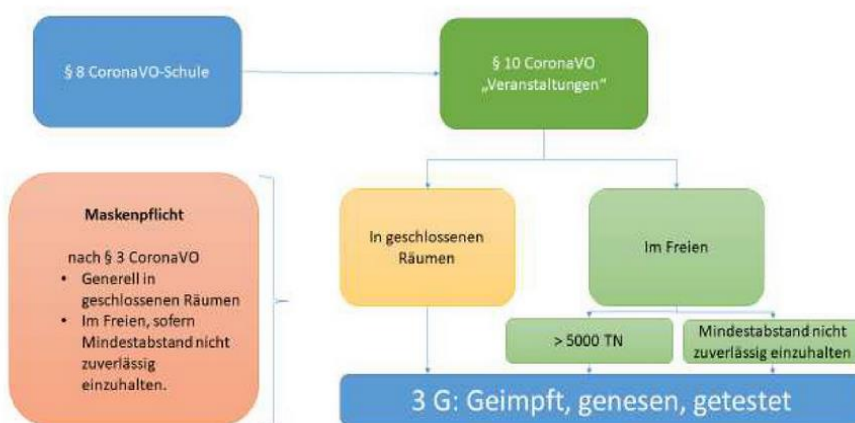 § 8 CoronaVO-Schule
§ 10 CoronaVO
„Veranstaltungen“
Maskenpflicht
nach § 3 CoronaVO
• Generell in
geschlossenen Räumen
• Im Freien, sofern
Mindestabstand nicht
zuverlässig
einzuhalten.
In geschlossenen
Räumen
Im Freien
> 5000 TN
Mindestabstand nicht
zuverlässig einzuhalten
3 G: Geimpft, genesen, getestet